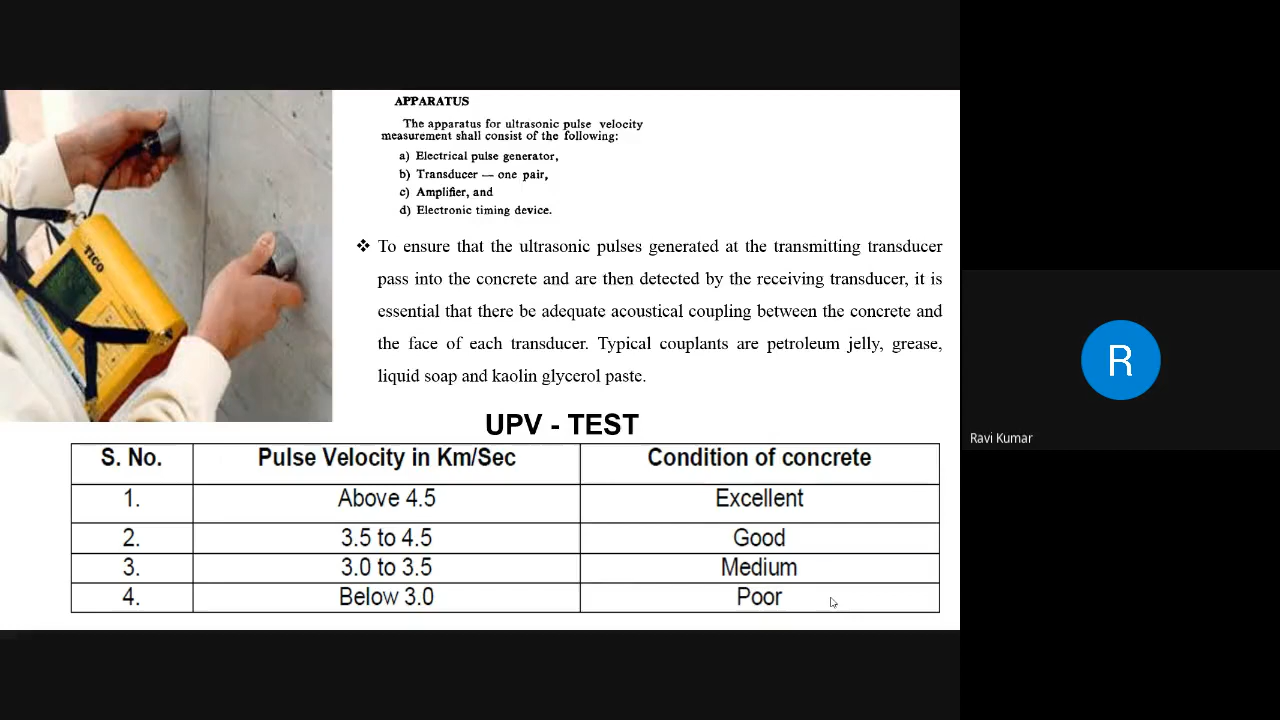 APPARATUS
The apparatus for ultrasonic pulse velocity
measurement shall consist of the following:
a) Electrical pulse generator,
b) Transducer — one pair,
c) Amplifier, and
d) Electronic timing device.
TICO
❖ To ensure that the ultrasonic pulses generated at the transmitting transducer
pass into the concrete and are then detected by the receiving transducer, it is
essential that there be adequate acoustical coupling between the concrete and
the face of each transducer. Typical couplants are petroleum jelly, grease,
liquid soap and kaolin glycerol paste.
UPV - TEST
S. No. Pulse Velocity in Km/Sec Condition of concrete
1. Above 4.5 Excellent
2. 3.5 to 4.5 Good
3. 3.0 to 3.5 Medium
4. Below 3.0 Poor
R
Ravi Kumar